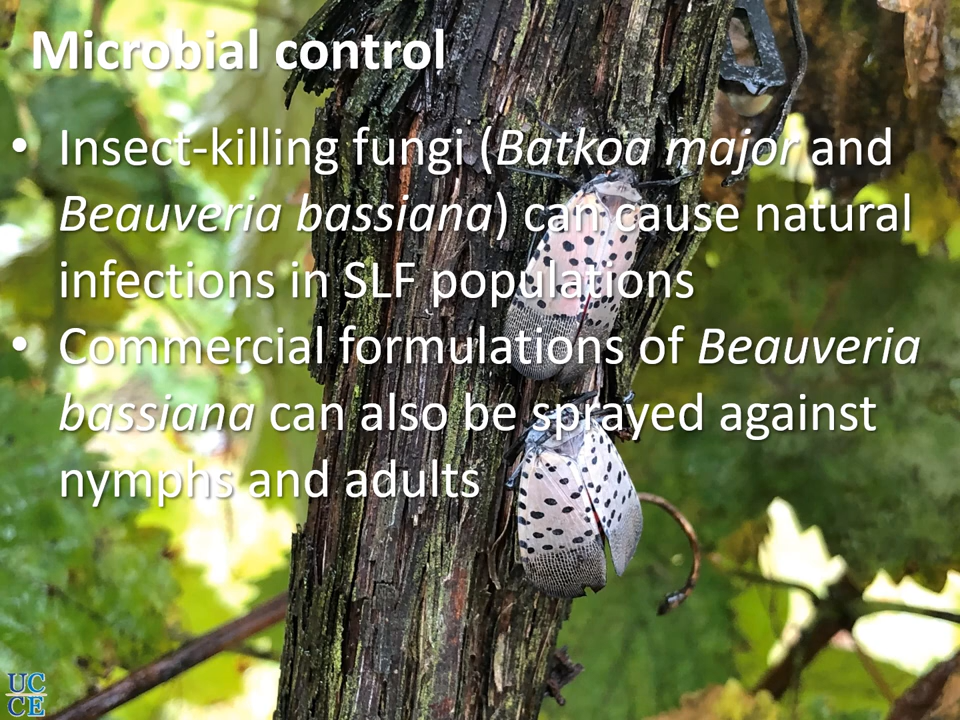 Microbial control
• Insect-killing fungi (Batkoa major and
Beauveria bassiana) can cause natural
infections in SLF populations
• Commercial formulations of Beauveria
bassiana can also be sprayed against
nymphs and adults
UC
CE